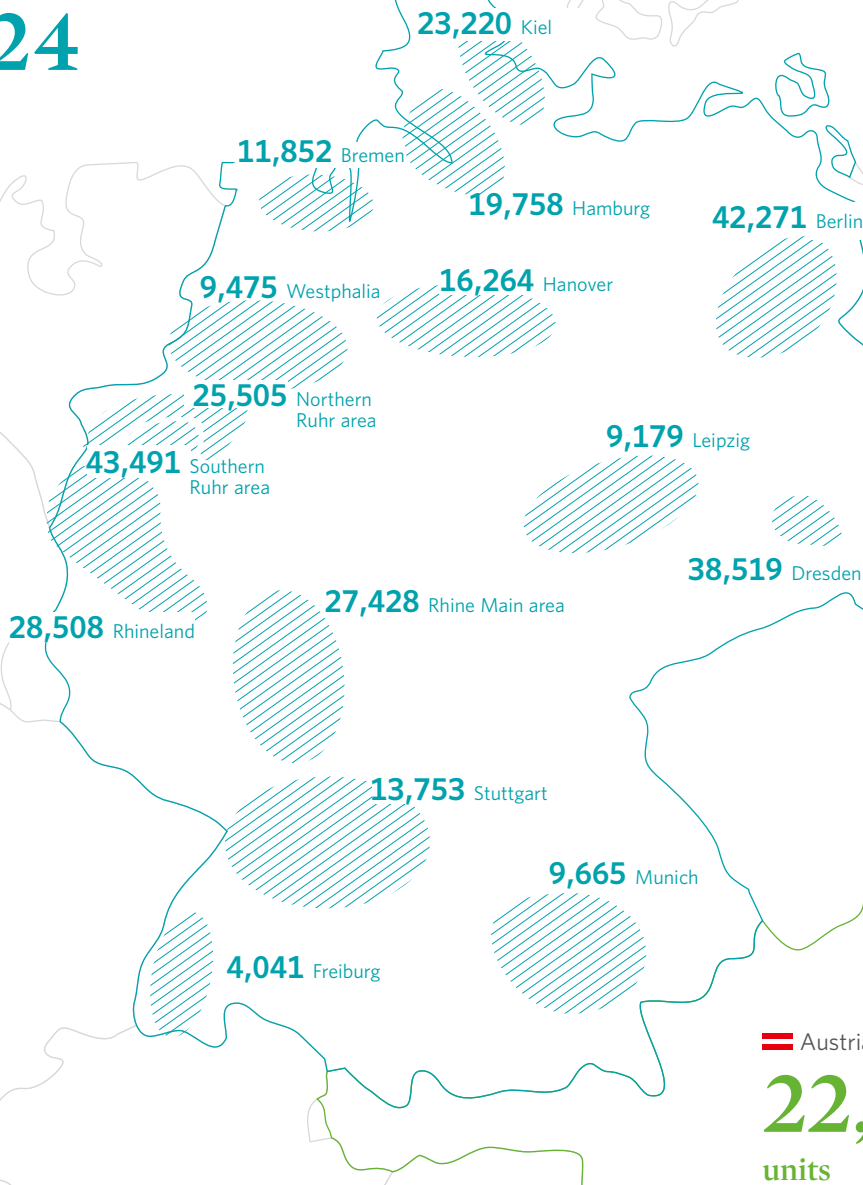 24
23,220 Kiel
11,852 Bremen
19,758 Hamburg
42,271 Berlin
9,475 Westphalia
16,264 Hanover
25,505 Northern
Ruhr area
9,179 Leipzig
43,491 Southern
Ruhr area
38,519 Dresden
27,428 Rhine Main area
28,508 Rhineland
13,753 Stuttgart
9,665 Munich
4,041 Freiburg
Austria
22,
units